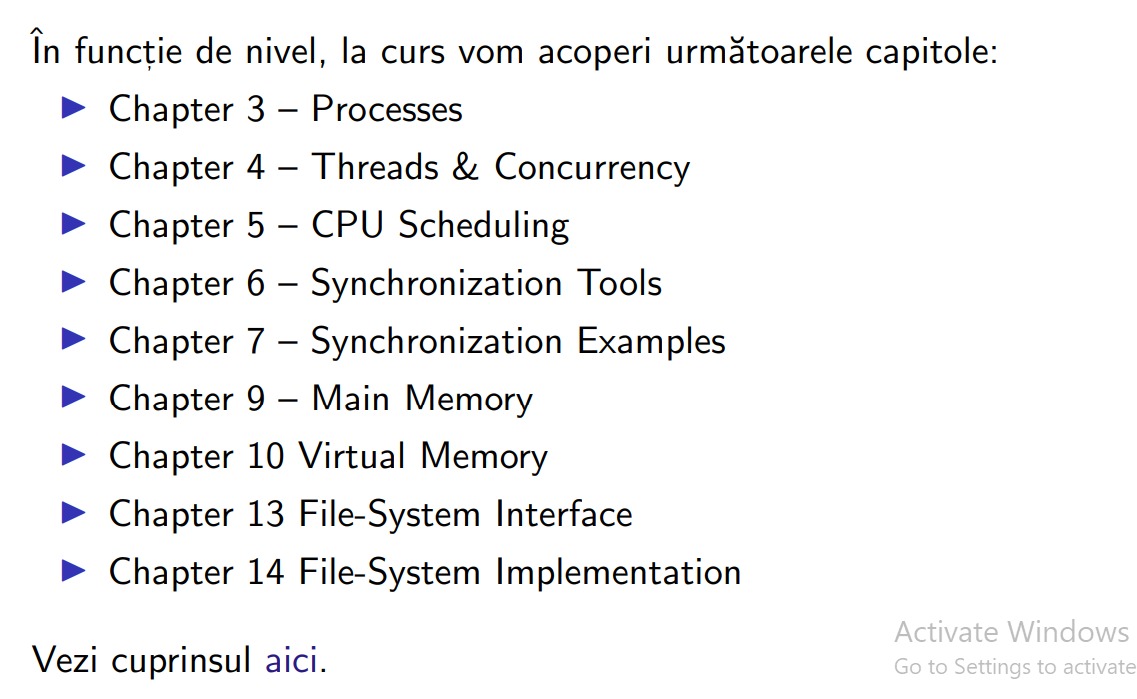 În funcție de nivel, la curs vom acoperi următoarele capitole:
Chapter 3 – Processes
Chapter 4 – Threads & Concurrency
Chapter 5 – CPU Scheduling
Chapter 6 – Synchronization Tools
Chapter 7 – Synchronization Examples
Chapter 9 – Main Memory
Chapter 10 Virtual Memory
Chapter 13 File-System Interface
Chapter 14 File-System Implementation
Vezi cuprinsul aici.
Activate Windows
Go to Settings to activate